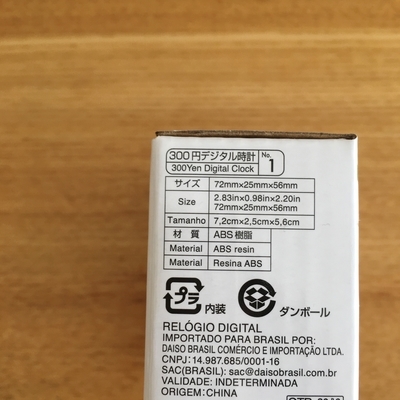 300円デジタル時計 No. 1
300Yen Digital Clock
サイズ 72mm×25mm×56mm
Size 2.83in×0.98in×2.20in
72mm×25mm×56mm
Tamanho 7,2cm×2,5cm×5,6cm
材質 ABS樹脂
Material ABS resin
Material Resina ABS
プラ 内装 ダンボール
RELÓGIO DIGITAL
IMPORTADO PARA BRASIL POR:
DAISO BRASIL COMÉRCIO E IMPORTAÇÃO LTDA.
CNPJ: 14.987.685/0001-16
SAC(BRASIL): sac@daisobrasil.com.br
VALIDADE: INDETERMINADA
ORIGEM: CHINA